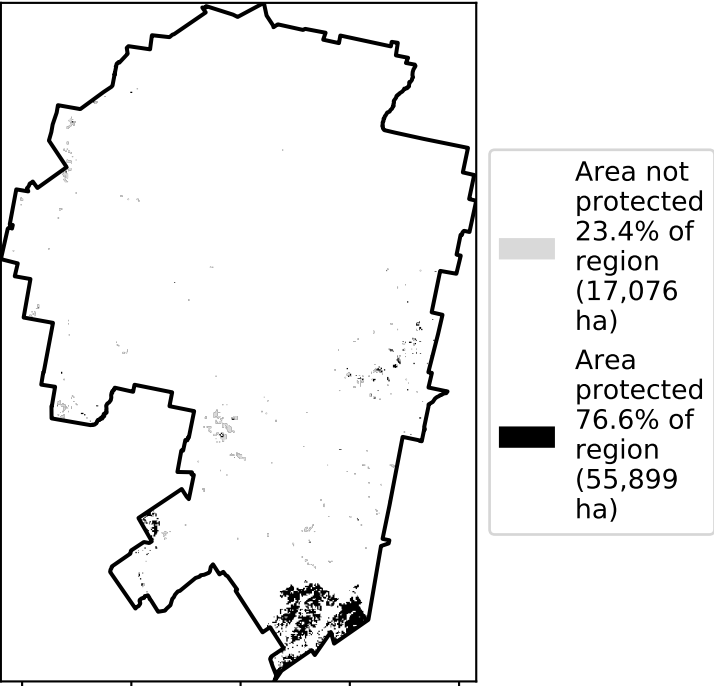 Area not
protected
23.4% of
region
(17,076
ha)
Area
protected
76.6% of
region
(55,899
ha)